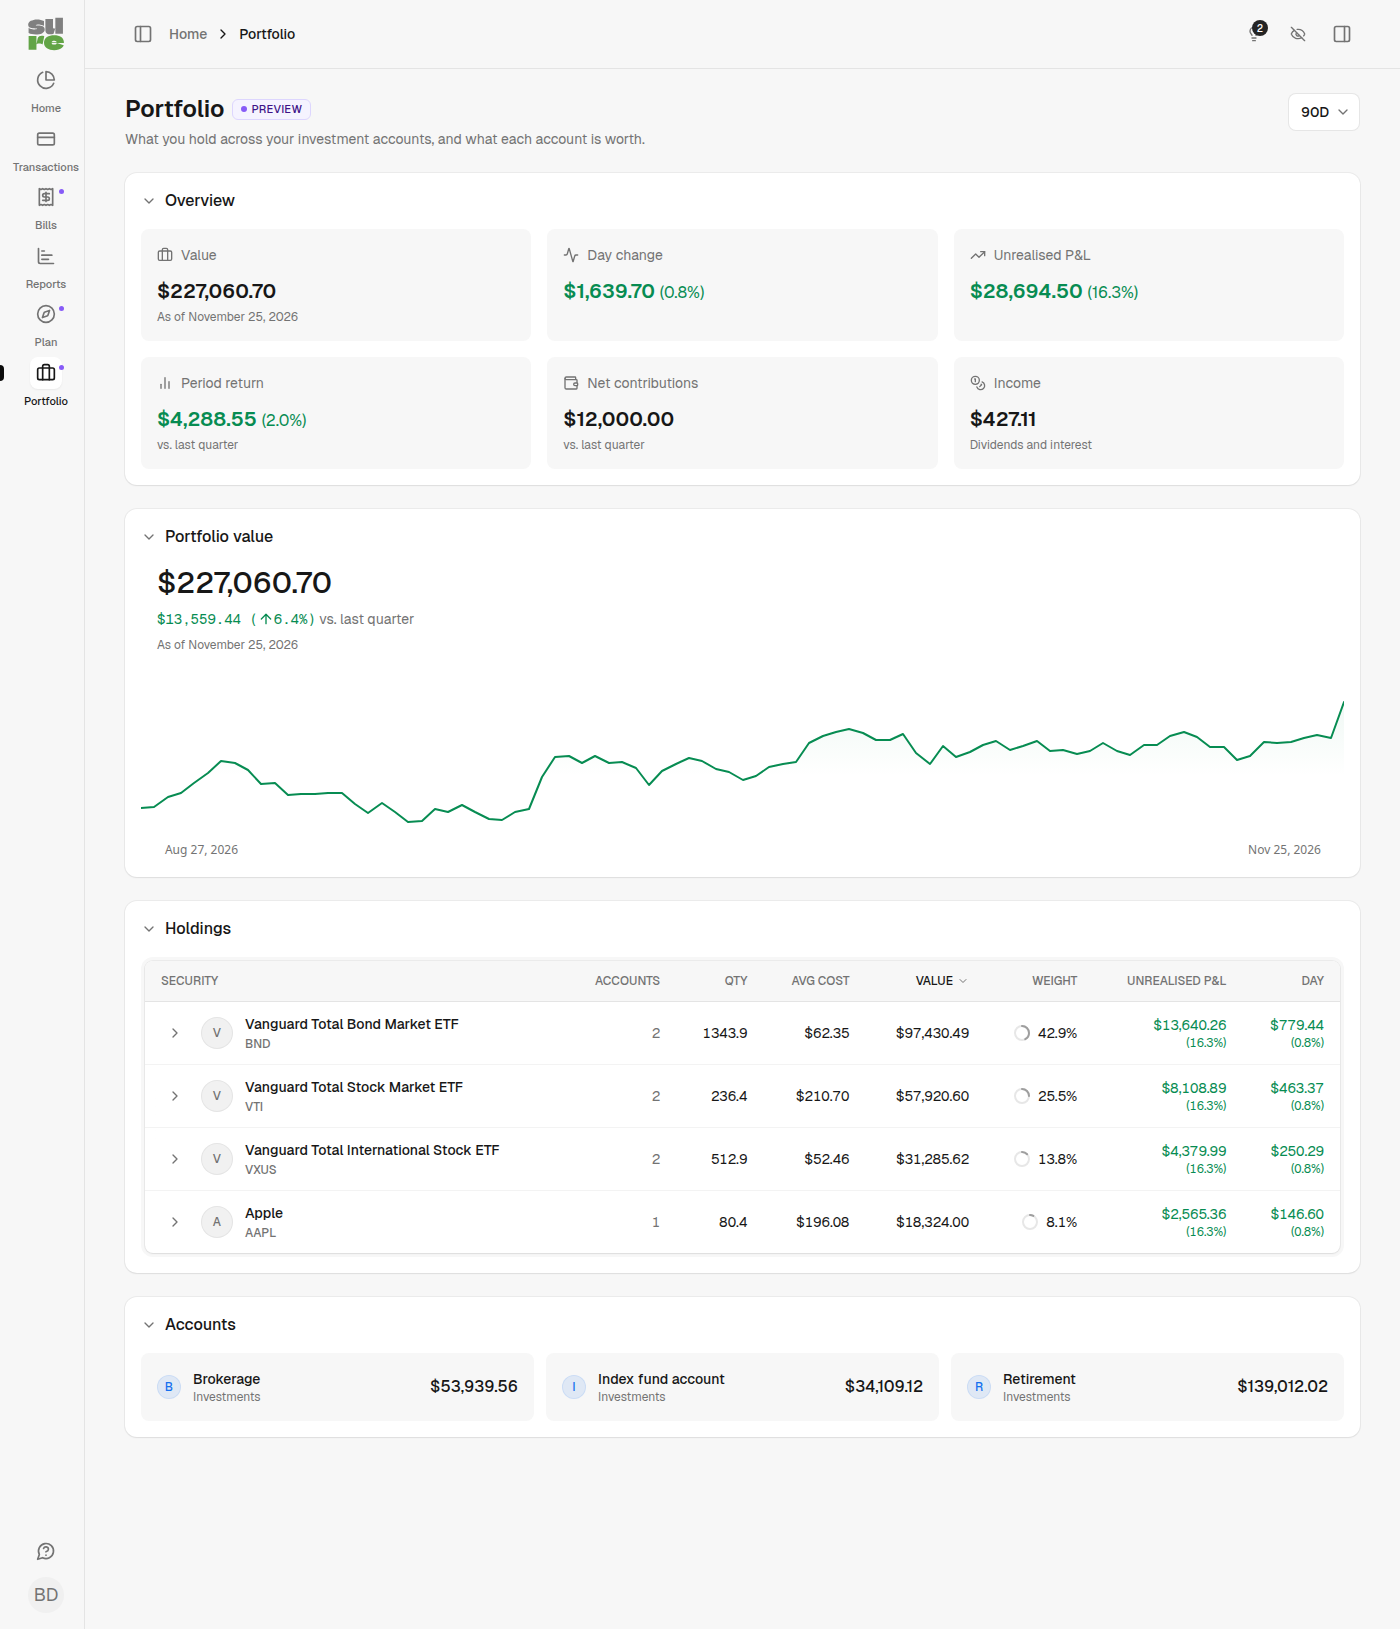 sure
Home
Transactions
Bills
Reports
Plan
Portfolio
BD
Home > Portfolio
2
Portfolio
PREVIEW
90D
What you hold across your investment accounts, and what each account is worth.
Overview
Value
$227,060.70
As of November 25, 2026
Day change
$1,639.70 (0.8%)
Unrealised P&L
$28,694.50 (16.3%)
Period return
$4,288.55 (2.0%)
vs. last quarter
Net contributions
$12,000.00
vs. last quarter
Income
$427.11
Dividends and interest
Portfolio value
$227,060.70
$13,559.44 (↑6.4%) vs. last quarter
As of November 25, 2026
Aug 27, 2026
Nov 25, 2026
Holdings
SECURITY ACCOUNTS QTY AVG COST VALUE WEIGHT UNREALISED P&L DAY
V Vanguard Total Bond Market ETF 2 1343.9 $62.35 $97,430.49 42.9% $13,640.26 $779.44
BND (16.3%) (0.8%)
V Vanguard Total Stock Market ETF 2 236.4 $210.70 $57,920.60 25.5% $8,108.89 $463.37
VTI (16.3%) (0.8%)
V Vanguard Total International Stock ETF 2 512.9 $52.46 $31,285.62 13.8% $4,379.99 $250.29
VXUS (16.3%) (0.8%)
A Apple 1 80.4 $196.08 $18,324.00 8.1% $2,565.36 $146.60
AAPL (16.3%) (0.8%)
Accounts
B Brokerage $53,939.56
Investments
I Index fund account $34,109.12
Investments
R Retirement $139,012.02
Investments